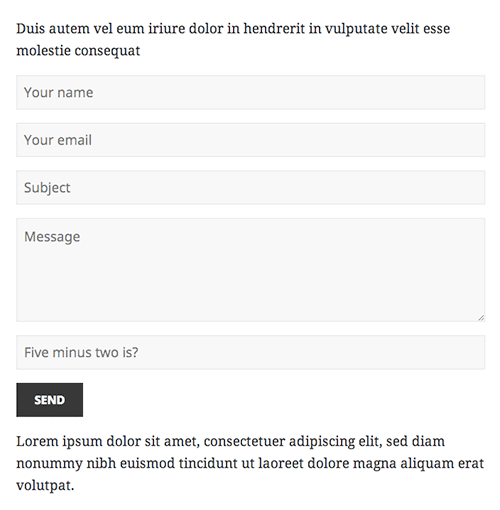 Duis autem vel eum iriure dolor in hendrerit in vulputate velit esse
molestie consequat
Your name
Your email
Subject
Message
Five minus two is?
SEND
Lorem ipsum dolor sit amet, consectetuer adipiscing elit, sed diam
nonummy nibh euismod tincidunt ut laoreet dolore magna aliquam erat
volutpat.